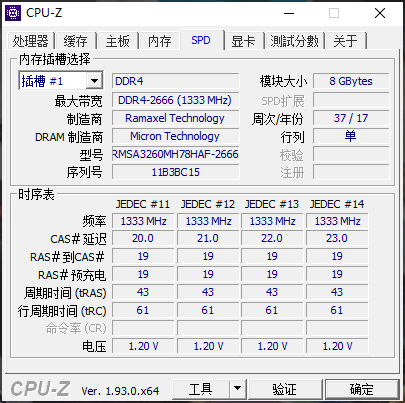 CPU-Z
处理器 缓存 主板 内存 SPD 显卡 測試分數 关于
内存插槽选择
插槽 #1 DDR4 模块大小 8 GBytes
最大带宽 DDR4-2666 (1333 MHz) SPD扩展
制造商 Ramaxel Technology 周次/年份 37 / 17
DRAM 制造商 Micron Technology 行列 单
型号 RMSA3260MH78HAF-2666 校验
序列号 11B3BC15 注册
时序表
JEDEC #11 JEDEC #12 JEDEC #13 JEDEC #14
频率 1333 MHz 1333 MHz 1333 MHz 1333 MHz
CAS# 延迟 20.0 21.0 22.0 23.0
RAS# 到CAS# 19 19 19 19
RAS# 预充电 19 19 19 19
周期时间 (tRAS) 43 43 43 43
行周期时间 (tRC) 61 61 61 61
命令率 (CR)
电压 1.20 V 1.20 V 1.20 V 1.20 V
CPU-Z Ver. 1.93.0.x64 工具 验证 确定